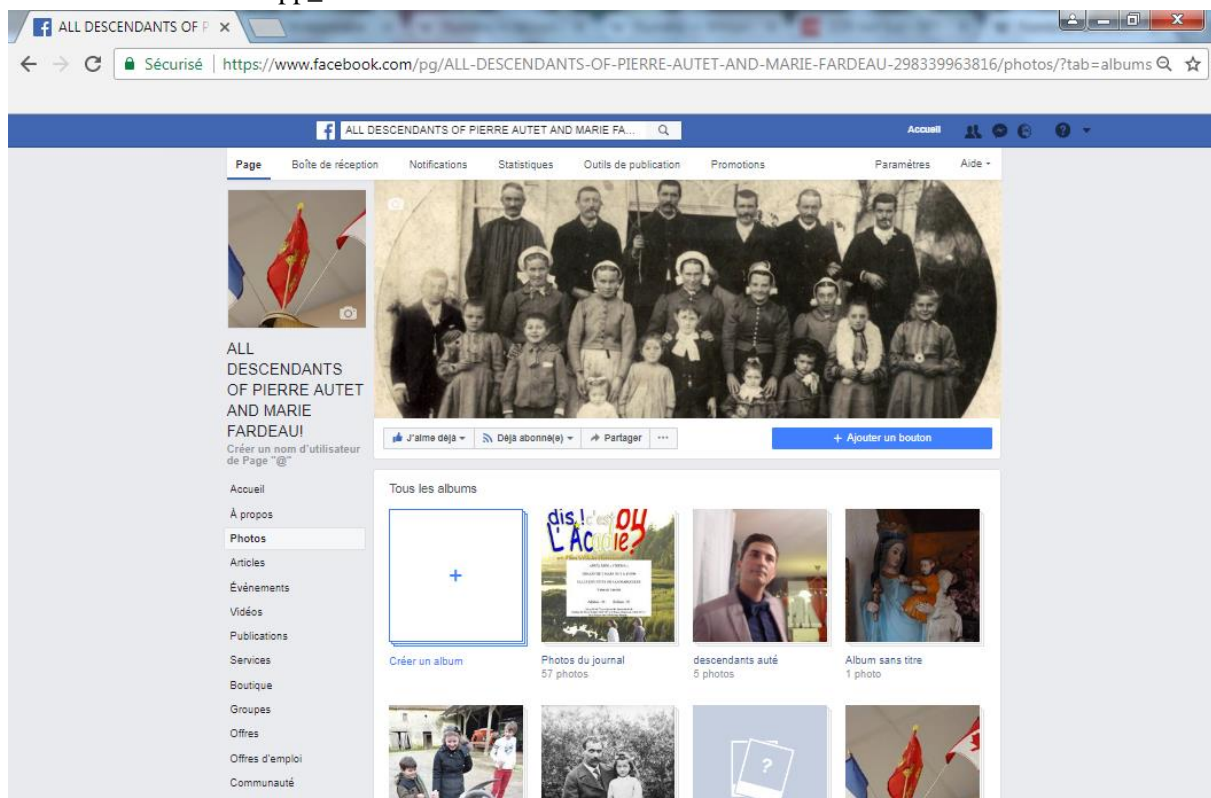 ALL DESCENDANTS OF P
Sécurisé
https://www.facebook.com/pg/ALL-DESCENDANTS-OF-PIERRE-AUTET-AND-MARIE-FARDEAU-298339963816/photos/?tab=albums
ALL DESCENDANTS OF PIERRE AUTET AND MARIE FA...
Accueil
Page Boîte de réception Notifications Statistiques Outils de publication Promotions Paramètres Aide
ALL
DESCENDANTS
OF PIERRE AUTET
AND MARIE
FARDEAU!
Créer un nom d'utilisateur
de Page "@"
J'aime déjà Déjà abonné(e) Partager ... + Ajouter un bouton
Accueil
À propos
Photos
Articles
Évènements
Vidéos
Publications
Services
Boutique
Groupes
Offres
Offres d'emploi
Communauté
Tous les albums
dis,! c'est OU
L'Acadie?
Créer un album
Photos du journal
57 photos
descendants auté
5 photos
Album sans titre
1 photo